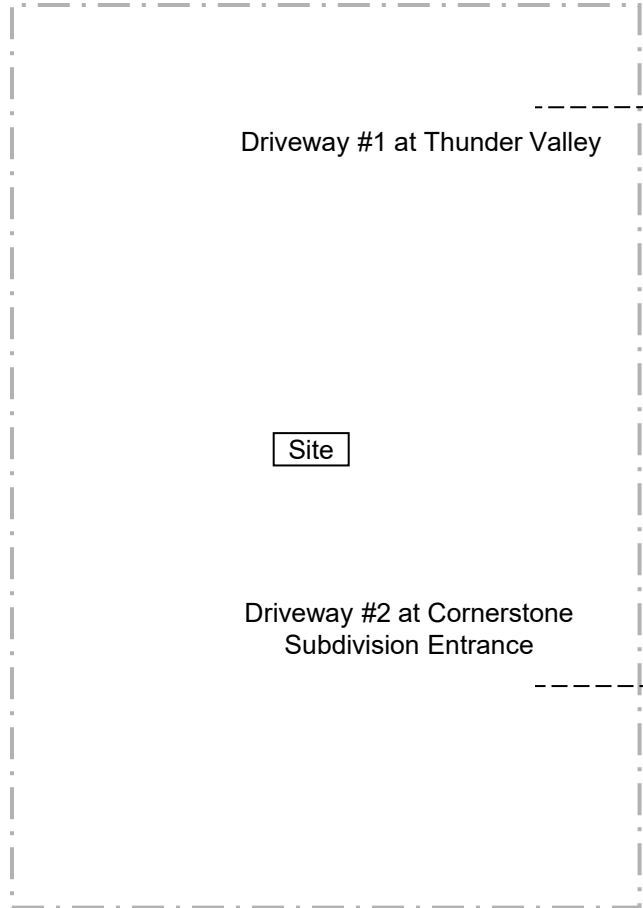 Driveway #1 at Thunder Valley
Site
Driveway #2 at Cornerstone
Subdivision Entrance